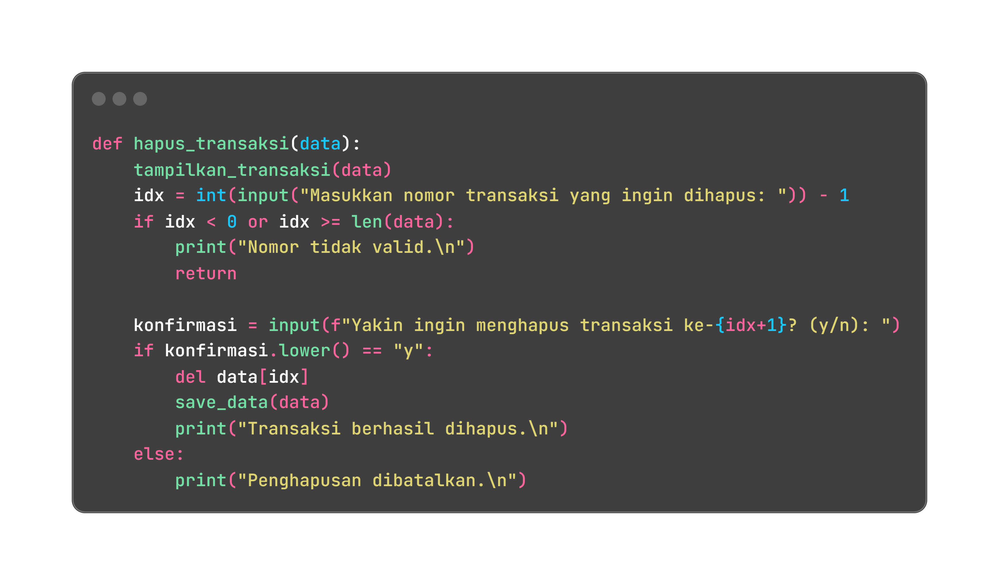 def hapus_transaksi(data):
    tampilkan_transaksi(data)
    idx = int(input("Masukkan nomor transaksi yang ingin dihapus: ")) - 1
    if idx < 0 or idx >= len(data):
        print("Nomor tidak valid.\n")
        return

    konfirmasi = input(f"Yakin ingin menghapus transaksi ke-{idx+1}? (y/n): ")
    if konfirmasi.lower() == "y":
        del data[idx]
        save_data(data)
        print("Transaksi berhasil dihapus.\n")
    else:
        print("Penghapusan dibatalkan.\n")